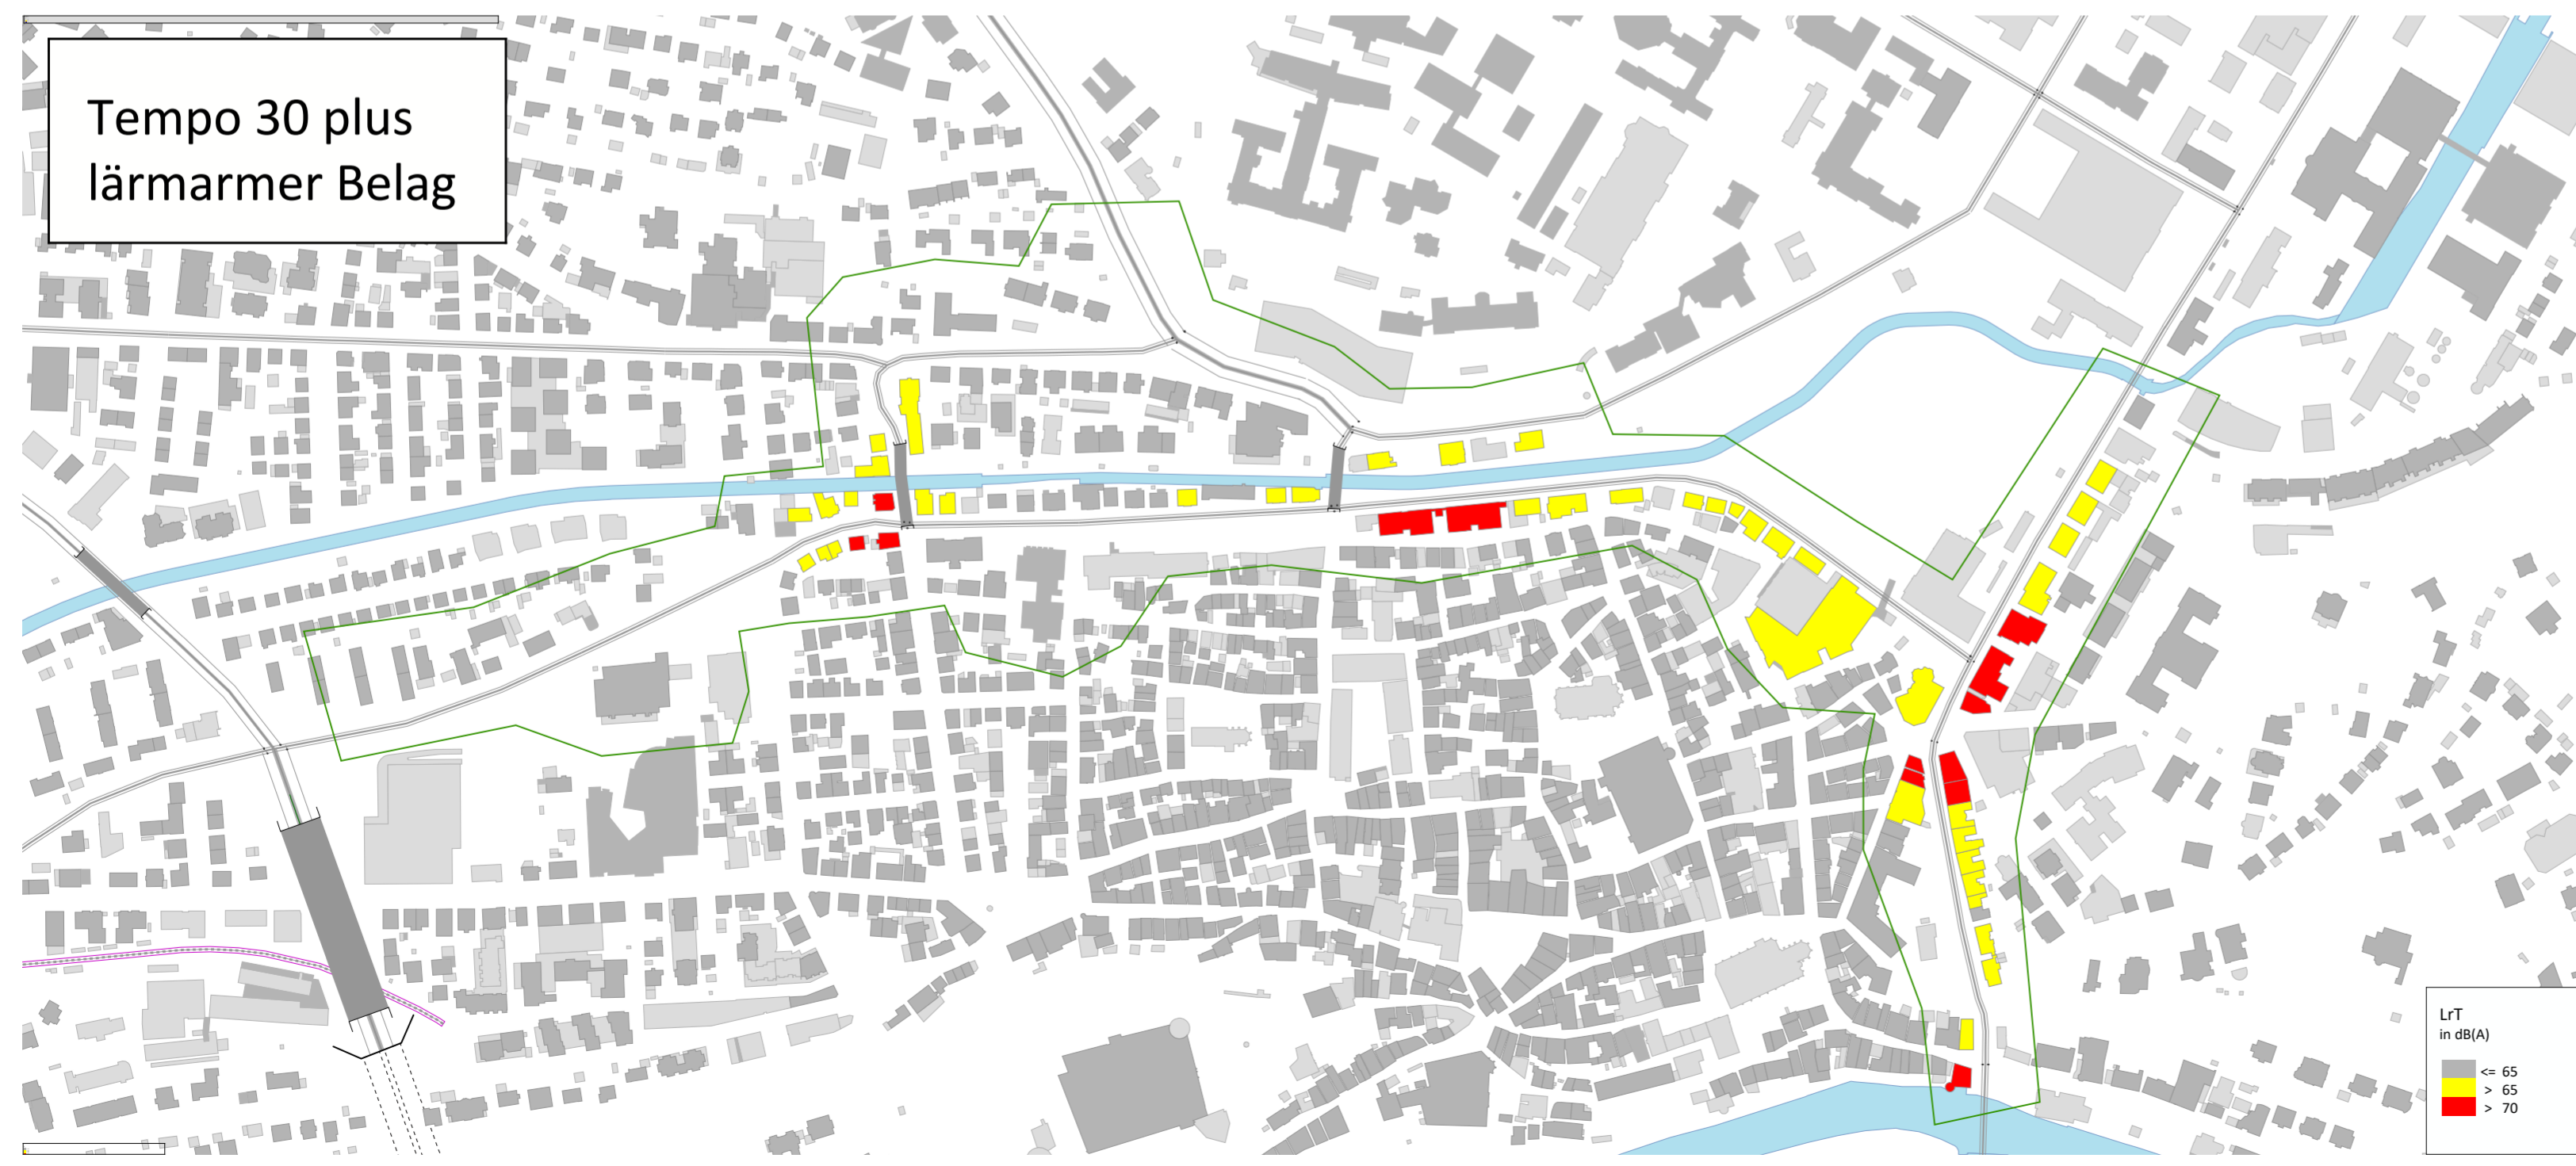 Tempo 30 plus
lärmarmer Belag
LrT
in dB(A)
<= 65
> 65
> 70